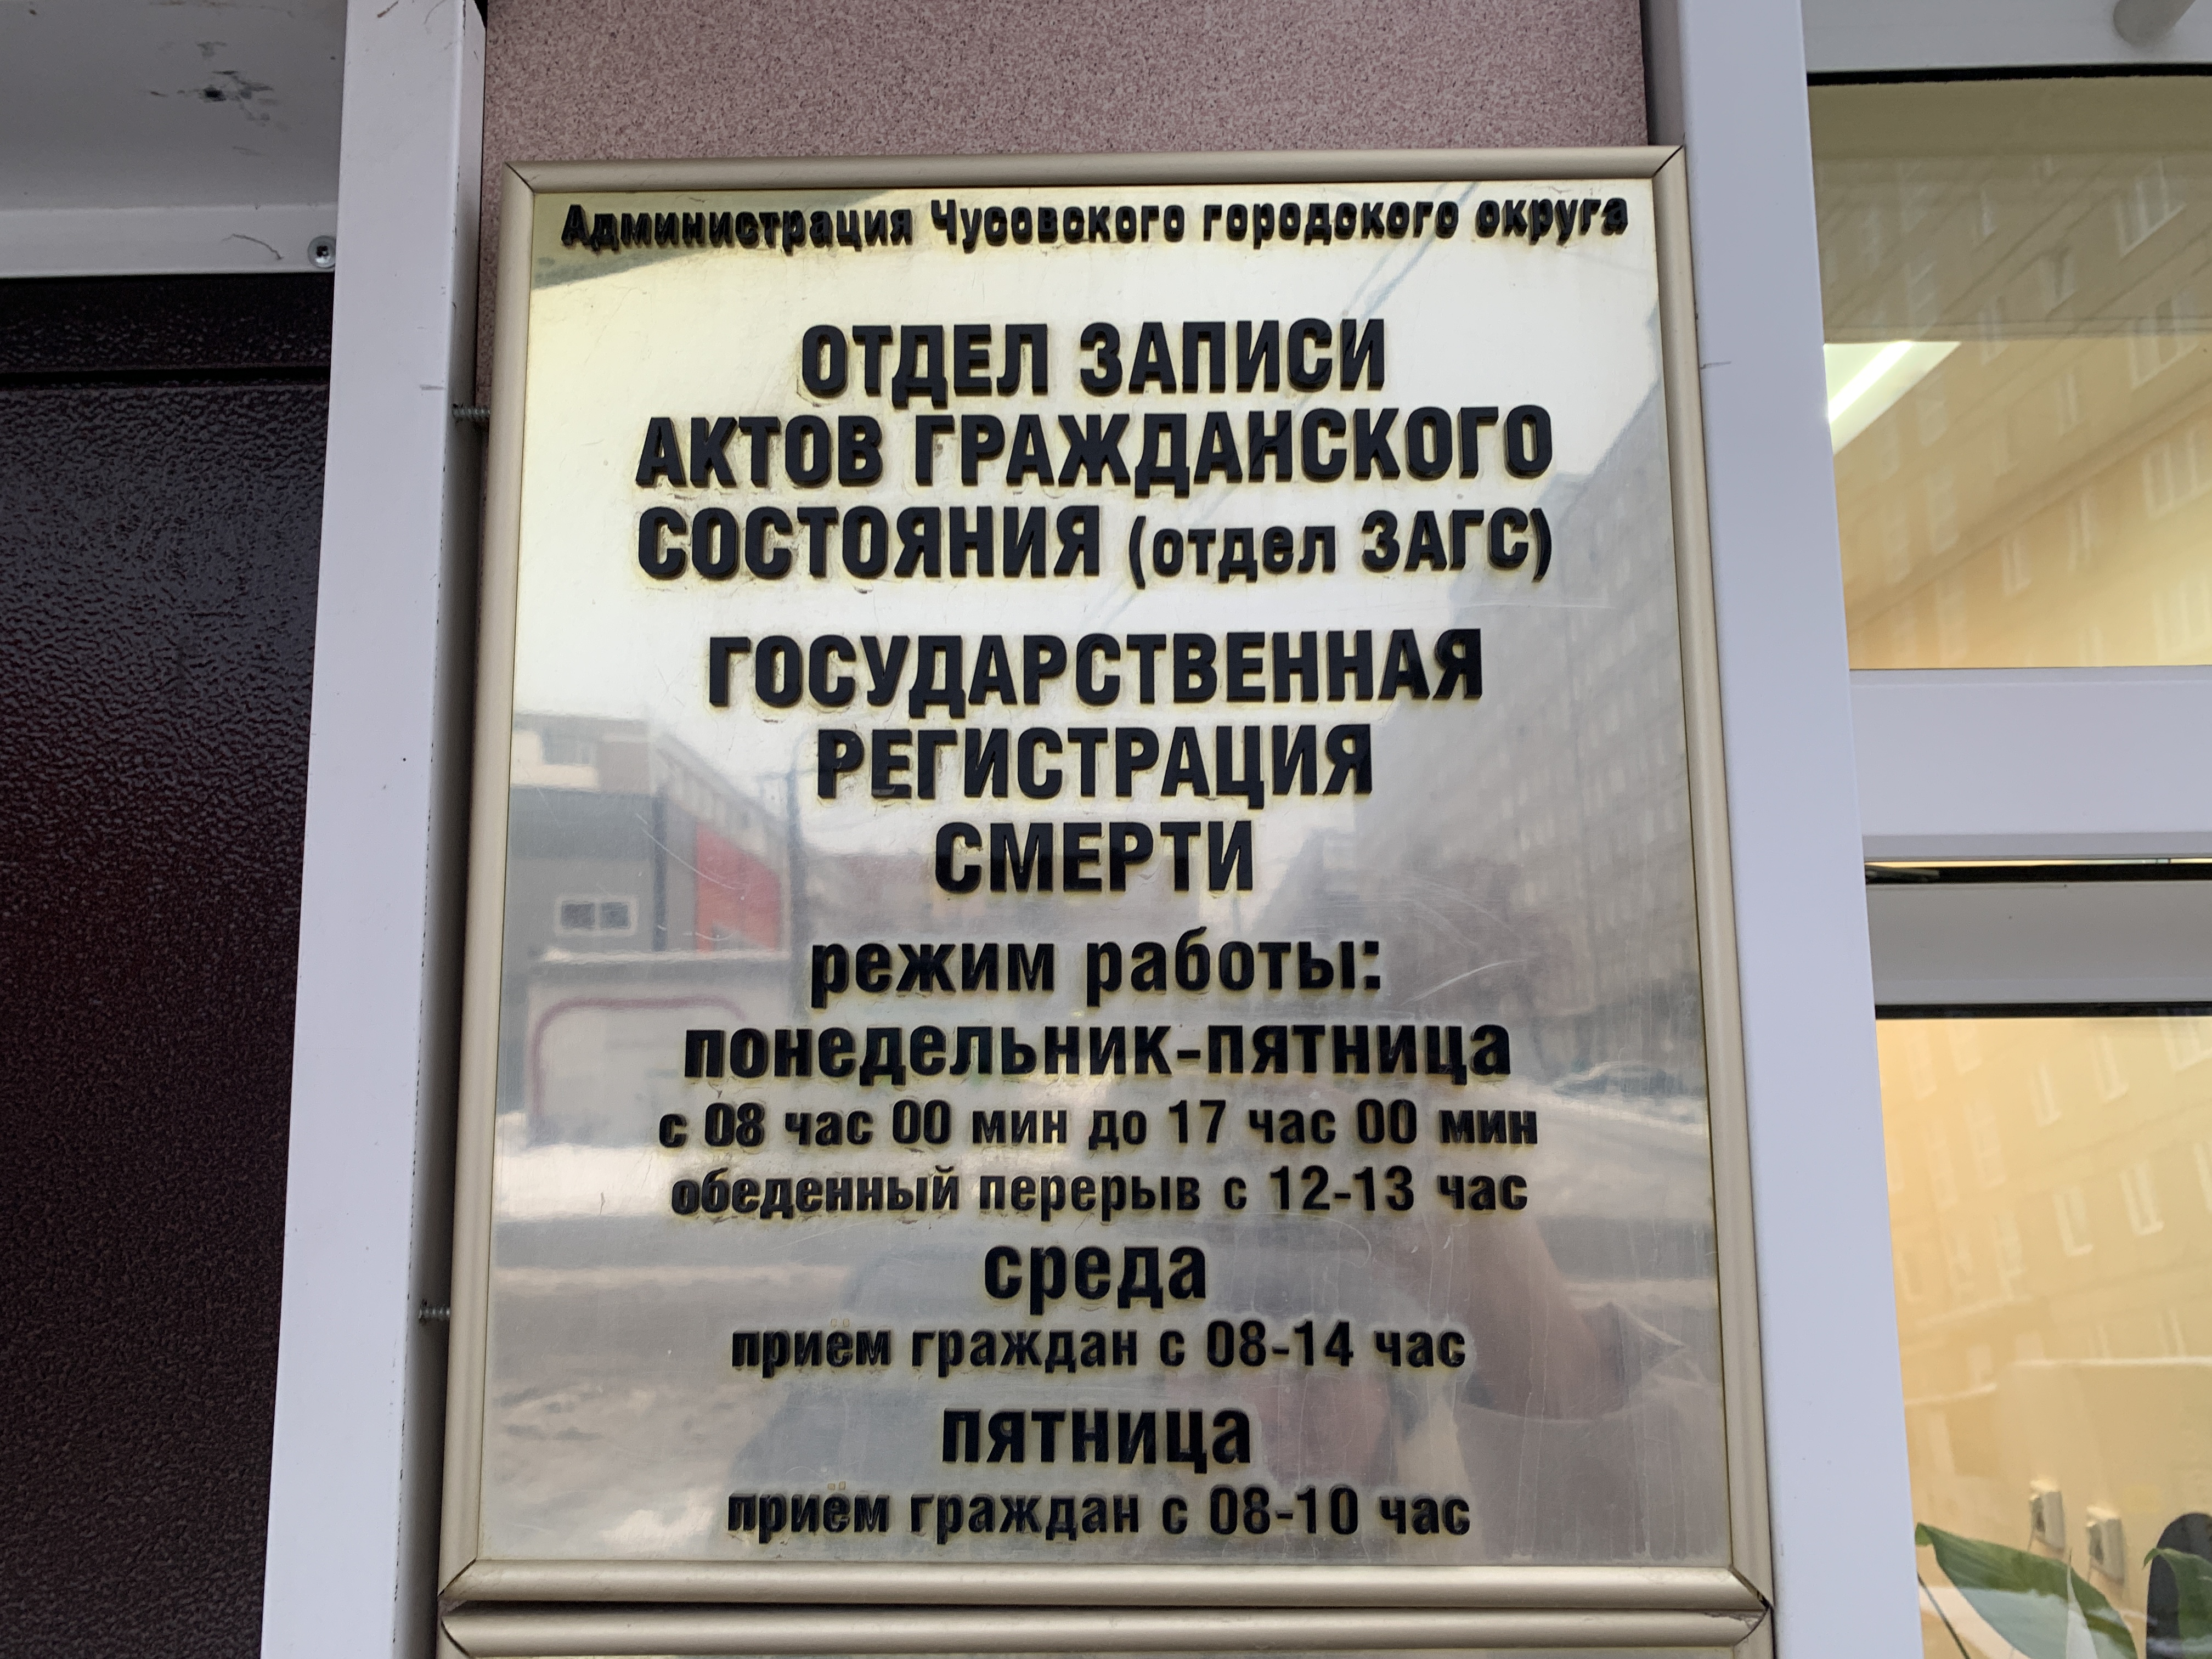 Администрация Чусовского городского округа
ОТДЕЛ ЗАПИСИ
АКТОВ ГРАЖДАНСКОГО
СОСТОЯНИЯ (отдел ЗАГС)
ГОСУДАРСТВЕННАЯ
РЕГИСТРАЦИЯ
СМЕРТИ
режим работы:
понедельник-пятница
с 08 час 00 мин до 17 час 00 мин
обеденный перерыв с 12-13 час
среда
приём граждан с 08-14 час
пятница
приём граждан с 08-10 час